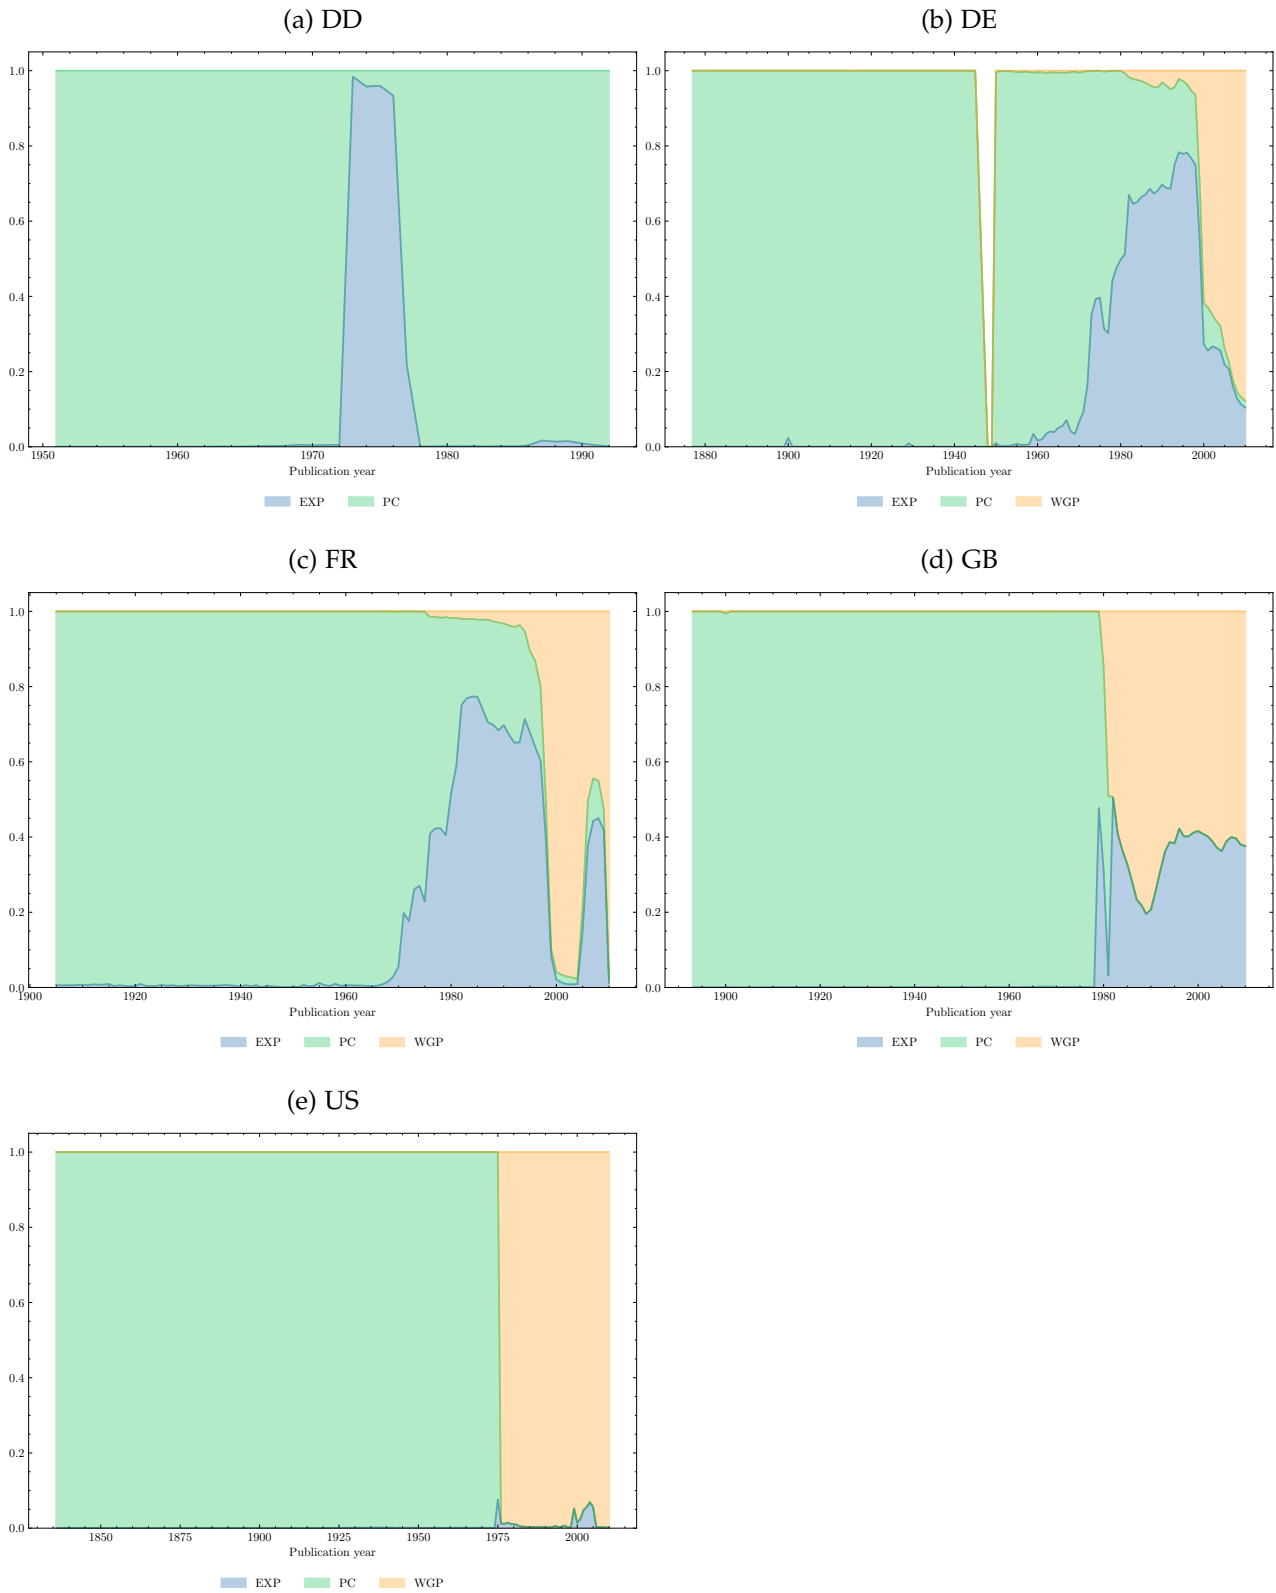 (a) DD
1.0
0.8
0.6
0.4
0.2
0.0
1950 1960 1970 1980 1990
Publication year
EXP PC
(b) DE
1.0
0.8
0.6
0.4
0.2
0.0
1880 1900 1920 1940 1960 1980 2000
Publication year
EXP PC WGP
(c) FR
1.0
0.8
0.6
0.4
0.2
0.0
1900 1920 1940 1960 1980 2000
Publication year
EXP PC WGP
(d) GB
1.0
0.8
0.6
0.4
0.2
0.0
1900 1920 1940 1960 1980 2000
Publication year
EXP PC WGP
(e) US
1.0
0.8
0.6
0.4
0.2
0.0
1850 1875 1900 1925 1950 1975 2000
Publication year
EXP PC WGP